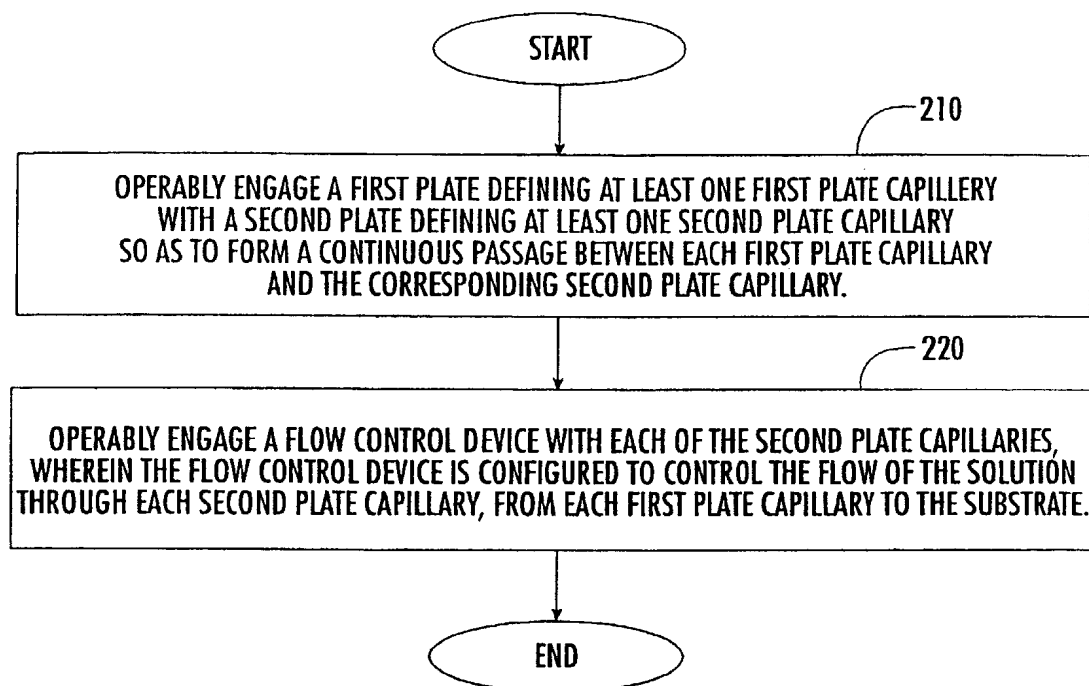 START
210
OPERABLY ENGAGE A FIRST PLATE DEFINING AT LEAST ONE FIRST PLATE CAPILLERY
WITH A SECOND PLATE DEFINING AT LEAST ONE SECOND PLATE CAPILLARY
SO AS TO FORM A CONTINUOUS PASSAGE BETWEEN EACH FIRST PLATE CAPILLARY
AND THE CORRESPONDING SECOND PLATE CAPILLARY.
220
OPERABLY ENGAGE A FLOW CONTROL DEVICE WITH EACH OF THE SECOND PLATE CAPILLARIES,
WHEREIN THE FLOW CONTROL DEVICE IS CONFIGURED TO CONTROL THE FLOW OF THE SOLUTION
THROUGH EACH SECOND PLATE CAPILLARY, FROM EACH FIRST PLATE CAPILLARY TO THE SUBSTRATE.
END